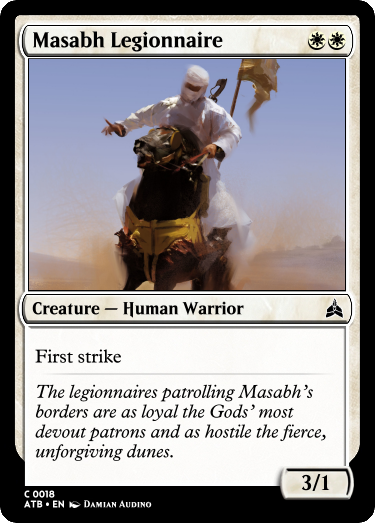 Masabh Legionnaire
Creature — Human Warrior
First strike
The legionnaires patrolling Masabh's
borders are as loyal the Gods' most
devout patrons and as hostile the fierce,
unforgiving dunes.
3/1
C 0018
ATB • EN Damian Audino